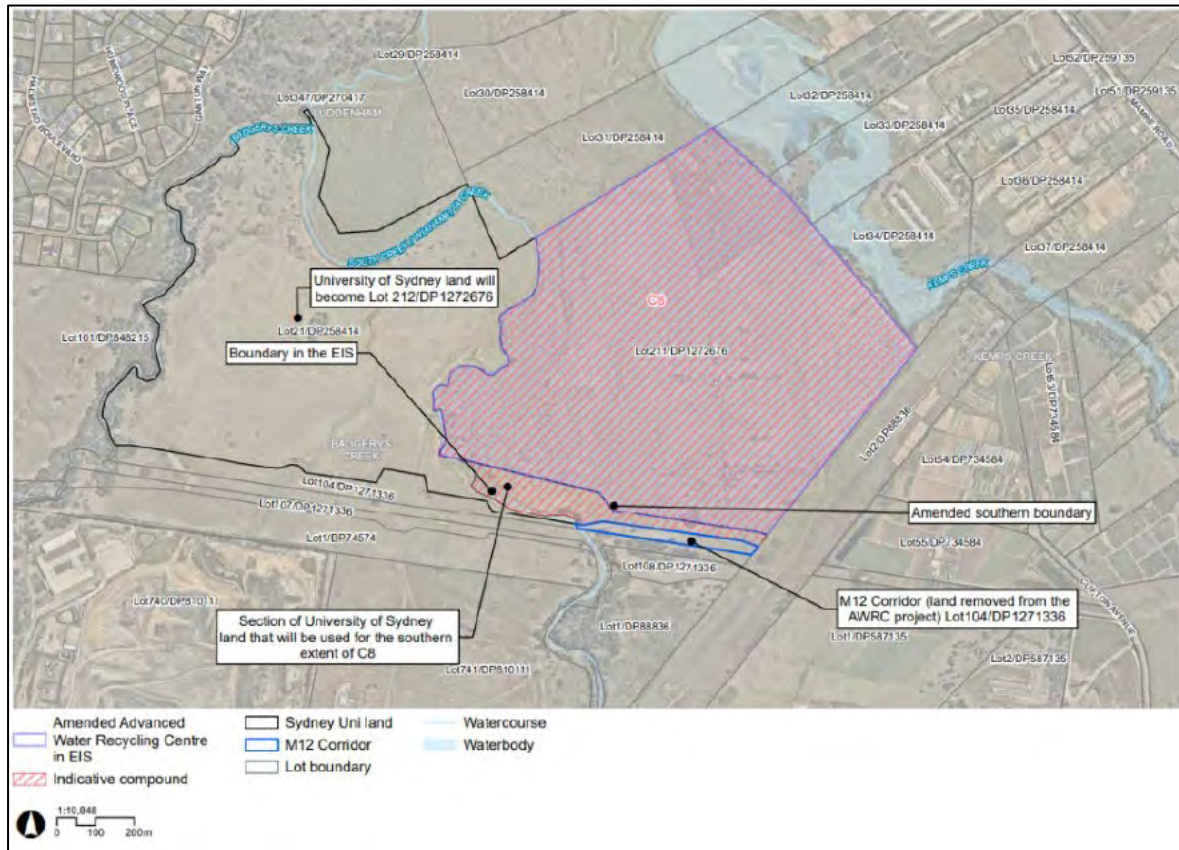 Lot29/DP258414
Lot30/DP258414
Lot52/DP259135
Lot51/DP259135
Lot32/DP258414
Lot35/DP258414
Lot347/DP270417
LUDDENHAM
MAMRE ROAD
Lot33/DP258414
BADGERYS CREEK
Lot31/DP258414
Lot36/DP258414
Lot34/DP258414
Lot37/DP258414
KEMPS CREEK
University of Sydney land will
become Lot 212/DP1272676
C8
Lot21/DP258414
Lot101/DP848215
Boundary in the EIS
Lot211/DP1272676
KEMPS CREEK
Lot53/DP734584
Lot2/DP88836
BADGERYS
CREEK
Lot54/DP734584
Lot104/DP1271336
Lot107/DP1271336
Amended southern boundary
Lot1/DP74574
Lot55/DP734584
Lot108/DP1271336
CLIFTON AVENUE
Lot740/DP810111
Section of University of Sydney
land that will be used for the southern
extent of C8
M12 Corridor (land removed from the
AWRC project) Lot104/DP1271336
Lot1/DP88836
Lot1/DP587135
Lot741/DP810111
Lot2/DP587135
Amended Advanced
Water Recycling Centre
in EIS
Indicative compound
Sydney Uni land
M12 Corridor
Lot boundary
Watercourse
Waterbody
0 100 200m